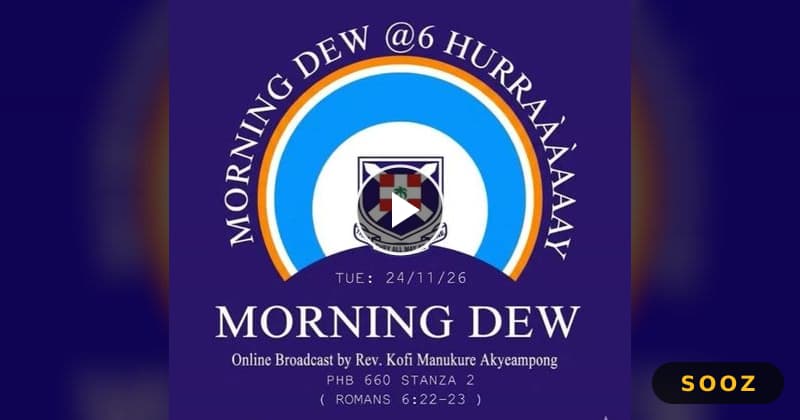 MORNING DEW @6 HURRAÀÀAAAY
TUE: 24/11/26
MORNING DEW
Online Broadcast by Rev. Kofi Manukure Akyeampong
PHB 660 STANZA 2
( ROMANS 6:22-23 )
SOOZ